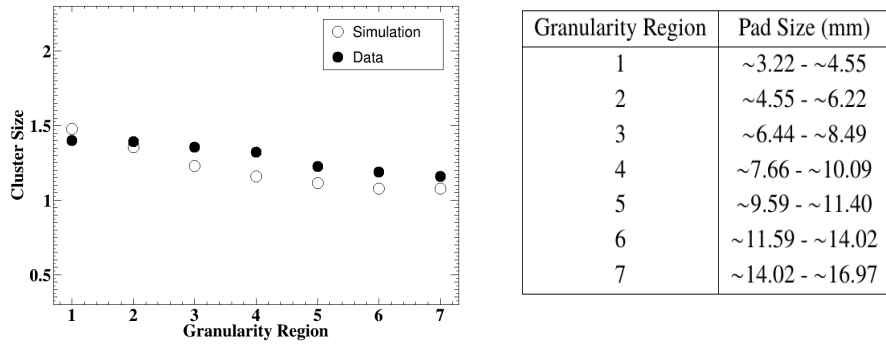 Simulation
Data
2
1.5
1
0.5
Cluster Size
1 2 3 4 5 6 7
Granularity Region
Granularity Region Pad Size (mm)
1 ~3.22 - ~4.55
2 ~4.55 - ~6.22
3 ~6.44 - ~8.49
4 ~7.66 - ~10.09
5 ~9.59 - ~11.40
6 ~11.59 - ~14.02
7 ~14.02 - ~16.97